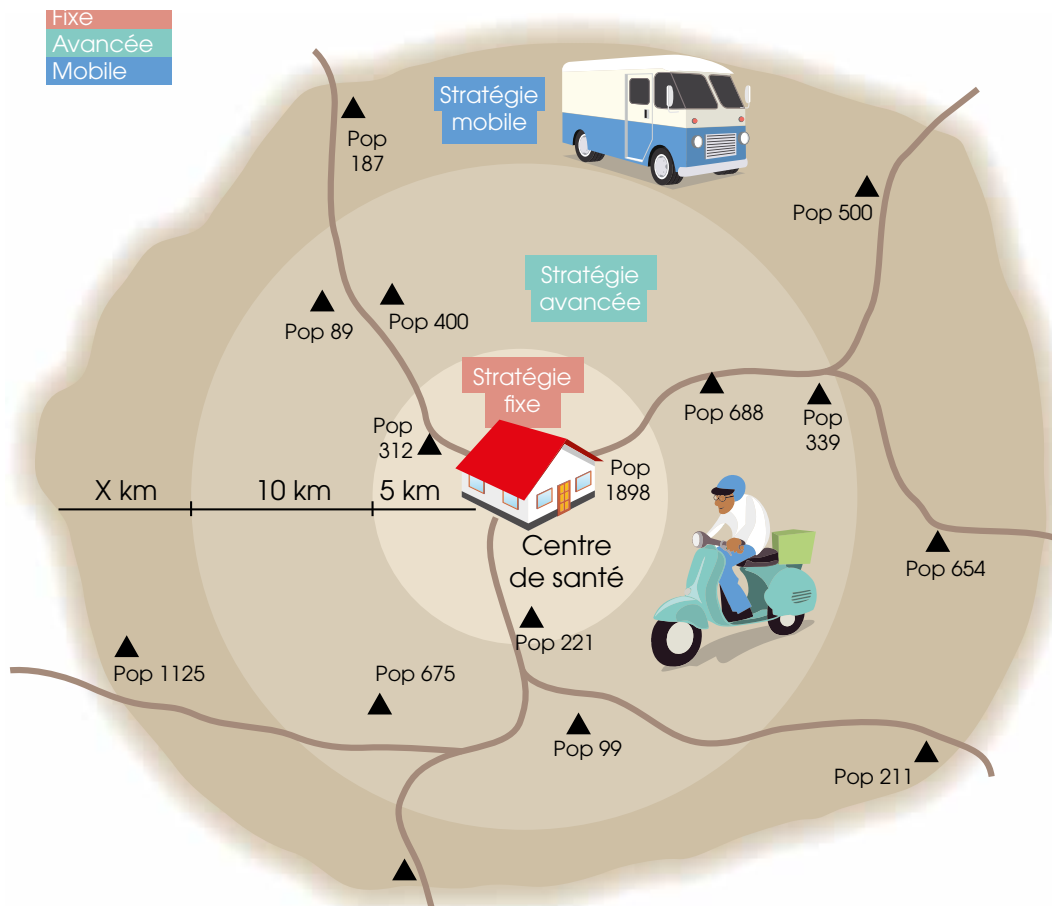 Fixe
Avancée
Mobile
Stratégie
mobile
Pop
187
Pop 500
Stratégie
avancée
Pop 89
Pop 400
Stratégie
fixe
Pop 688
Pop
339
Pop
312
Pop
1898
X km
10 km
5 km
Centre
de santé
Pop 654
Pop 221
Pop 1125
Pop 675
Pop 99
Pop 211